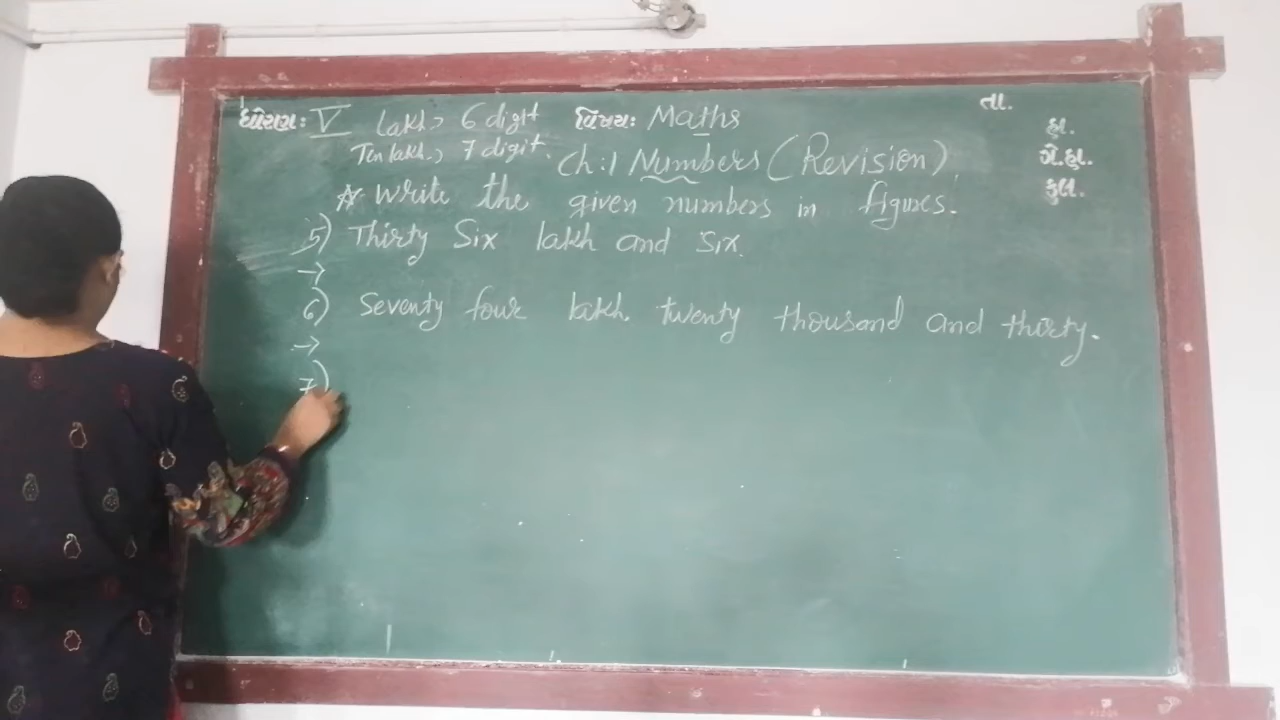 ધોરણ: V Lakh → 6 digit વિષય: Maths તા.
Ten lakh → 7 digit. Ch:1 Numbers (Revision) હા.
ગે.હા.
કુલ.
* Write the given numbers in figures.
5) Thirty Six lakh and Six.
→
6) Seventy four lakh twenty thousand and thirty.
→
7)